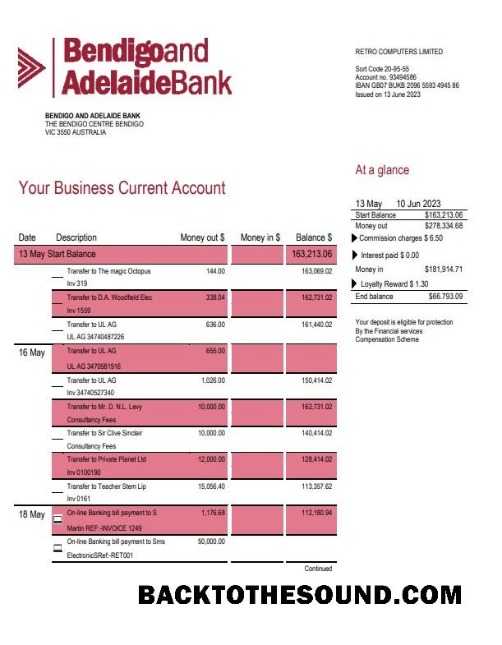 Bendigoand
AdelaideBank
BENDIGO AND ADELAIDE BANK
THE BENDIGO CENTRE BENDIGO
VIC 3550 AUSTRALIA
RETRO COMPUTERS LIMITED
Sort Code 20-95-55
Account no. 93494586
IBAN GB07 BUKB 2096 5593 4945 86
Issued on 13 June 2023
At a glance
13 May 10 Jun 2023
Start Balance $163,213.06
Money out $278,334.68
Commission charges $ 6.50
Interest paid $ 0.00
Money in $181,914.71
Loyalty Reward $ 1.30
End balance $66.793.09
Your deposit is eligible for protection
By the Financial services
Compensation Scheme
Your Business Current Account
Date Description Money out $ Money in $ Balance $
13 May Start Balance 163,213.06
Transfer to The magic Octopus 144.00 163,069.02
Inv 319
Transfer to D.A. Woodfield Elec 338.04 162,731.02
Inv 1559
Transfer to UL AG 636.00 161,440.02
UL AG 34740487226
16 May Transfer to UL AG 655.00
UL AG 3470581916
Transfer to UL AG 1,026.00 150,414.02
Inv 34740527340
Transfer to Mr. D. N.L. Levy 10,000.00 162,731.02
Consultancy Fees
Transfer to Sir Clive Sinclair 10,000.00 140,414.02
Consultancy Fees
Transfer to Private Planet Ltd 12,000.00 128,414.02
Inv 0100190
Transfer to Teacher Stem Lip 15,056.40 113,357.62
Inv 0161
18 May On-line Banking bill payment to S 1,176.68 112,180.94
Martin REF:-INVOICE 1249
On-line Banking bill payment to Sms 50,000.00
ElectronicSRef:-RET001
Continued
BACKTOTHESOUND.COM